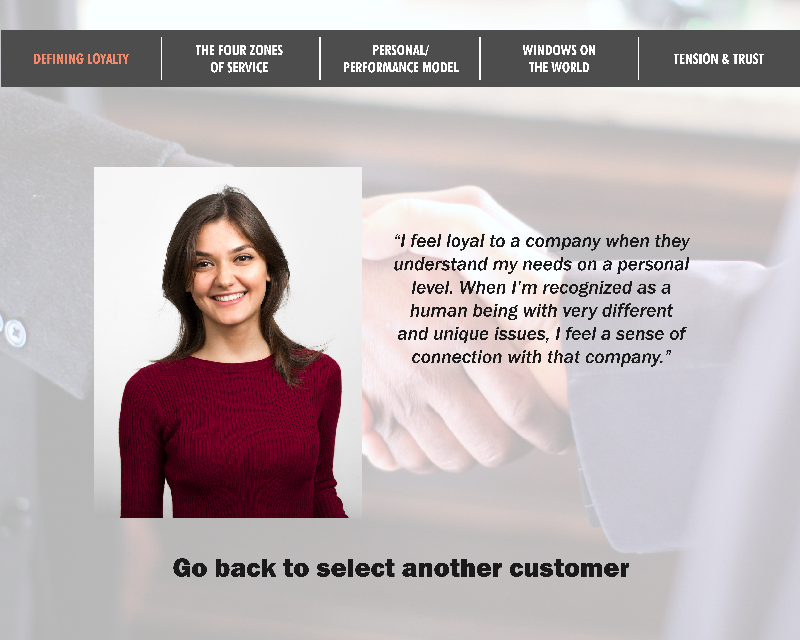 DEFINING LOYALTY
THE FOUR ZONES
OF SERVICE
PERSONAL/
PERFORMANCE MODEL
WINDOWS ON
THE WORLD
TENSION & TRUST
“I feel loyal to a company when they
understand my needs on a personal
level. When I’m recognized as a
human being with very different
and unique issues, I feel a sense of
connection with that company.”
Go back to select another customer